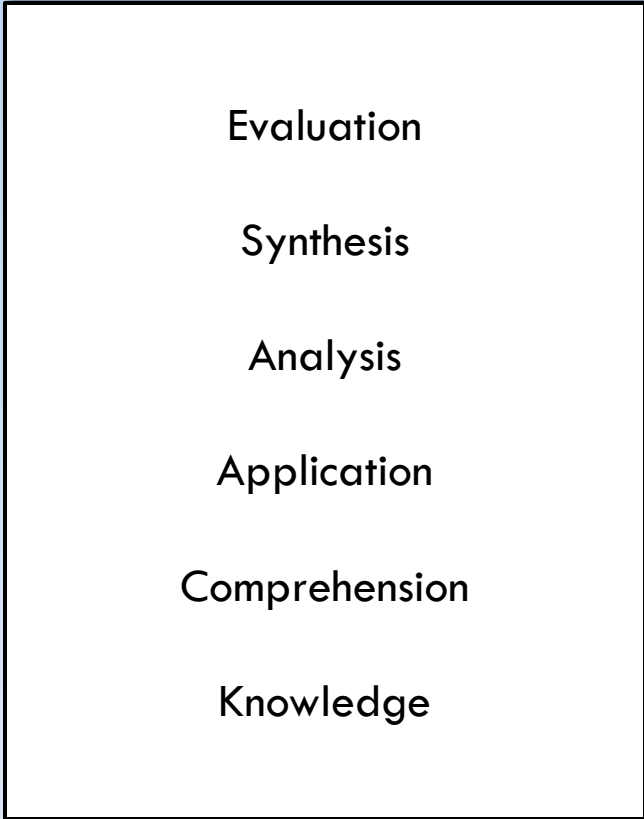 Evaluation
Synthesis
Analysis
Application
Comprehension
Knowledge